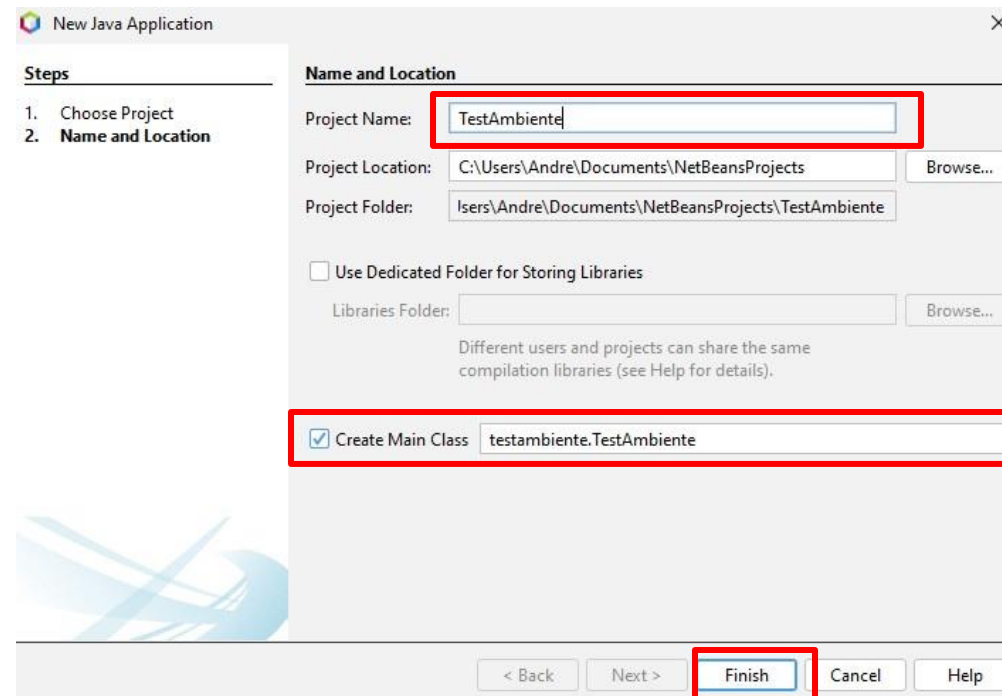 New Java Application
Steps
1. Choose Project
2. Name and Location
Name and Location
Project Name: TestAmbiente
Project Location: C:\Users\Andre\Documents\NetBeansProjects Browse...
Project Folder: lsers\Andre\Documents\NetBeansProjects\TestAmbiente
Use Dedicated Folder for Storing Libraries
Libraries Folder: Browse...
Different users and projects can share the same
compilation libraries (see Help for details).
Create Main Class testambiente.TestAmbiente
< Back Next > Finish Cancel Help